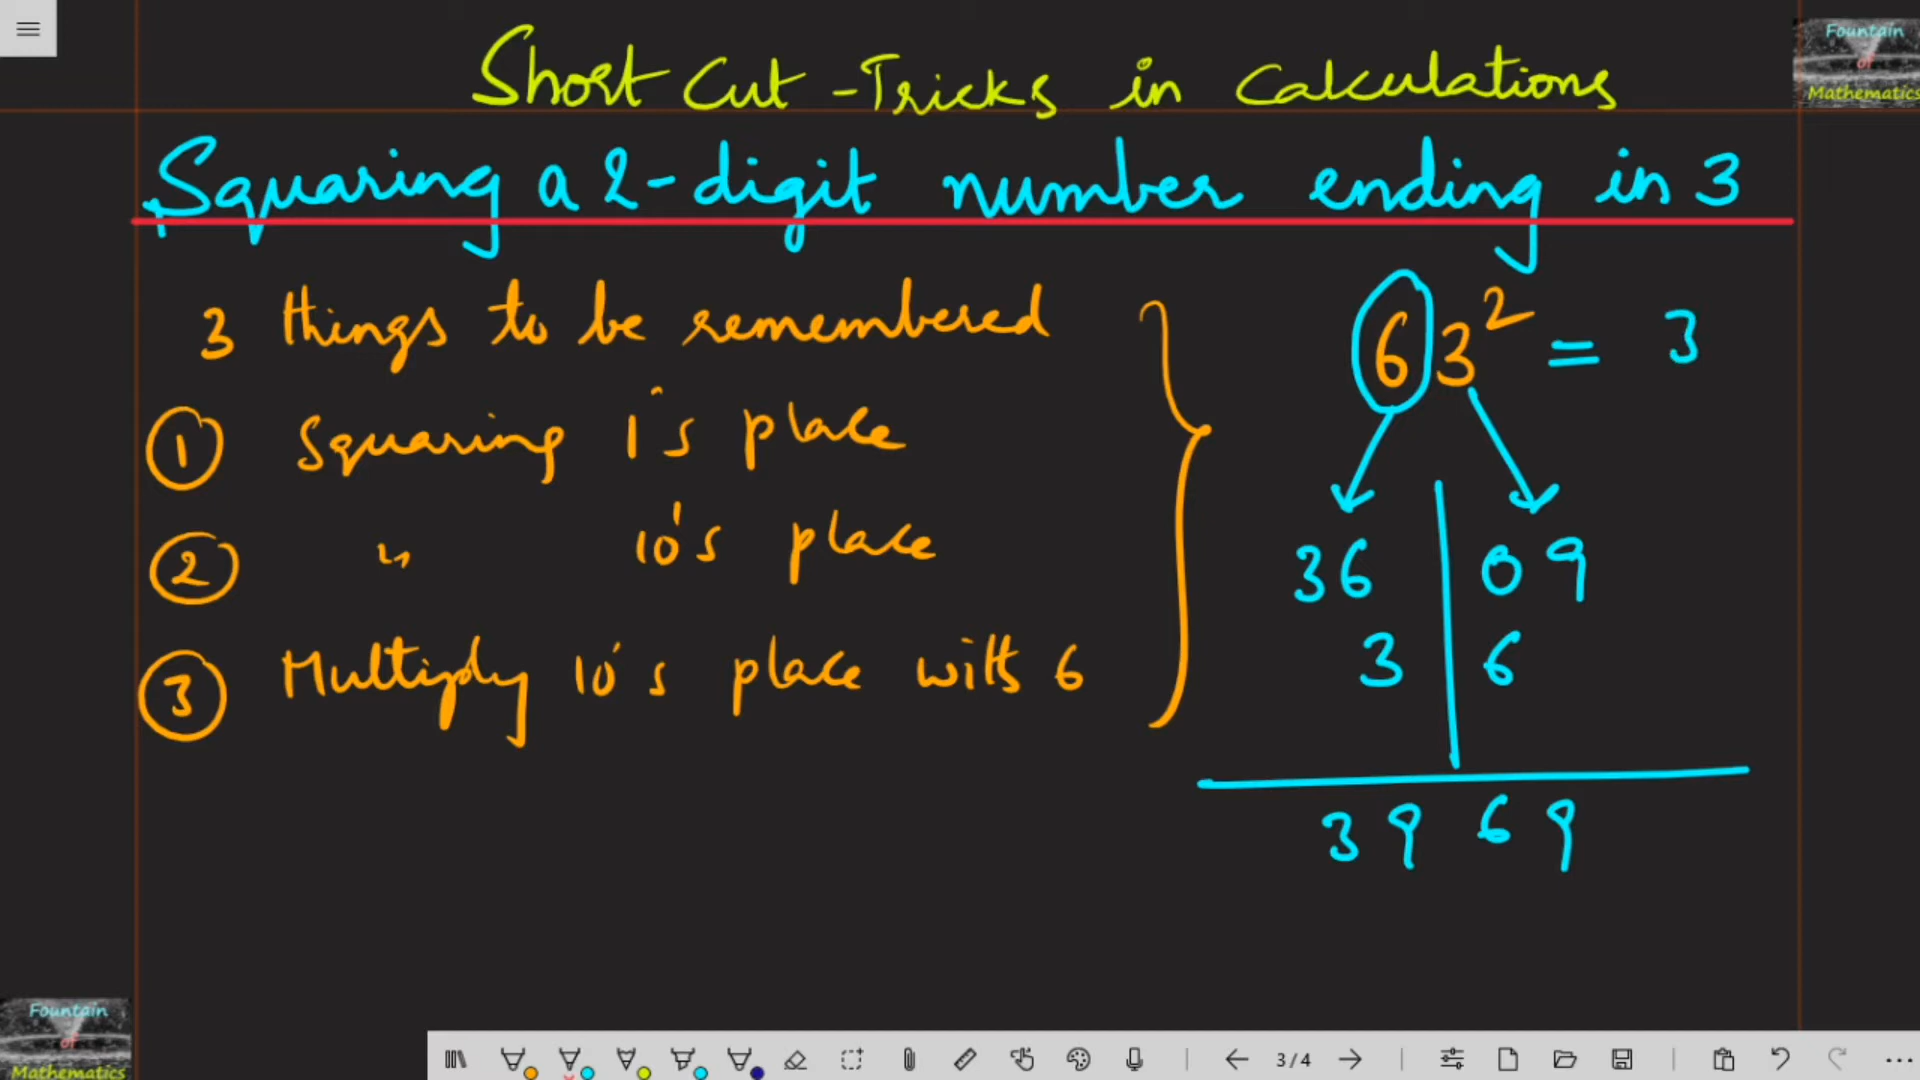 Short Cut - Tricks in Calculations
Fountain
of
Mathematics
Squaring a 2-digit number ending in 3
3 things to be remembered
① Squaring 1's place
② " 10's place
③ Multiply 10's place with 6
63² = 3
36 | 09
3 | 6
3969
Fountain
of
Mathematics
3 / 4